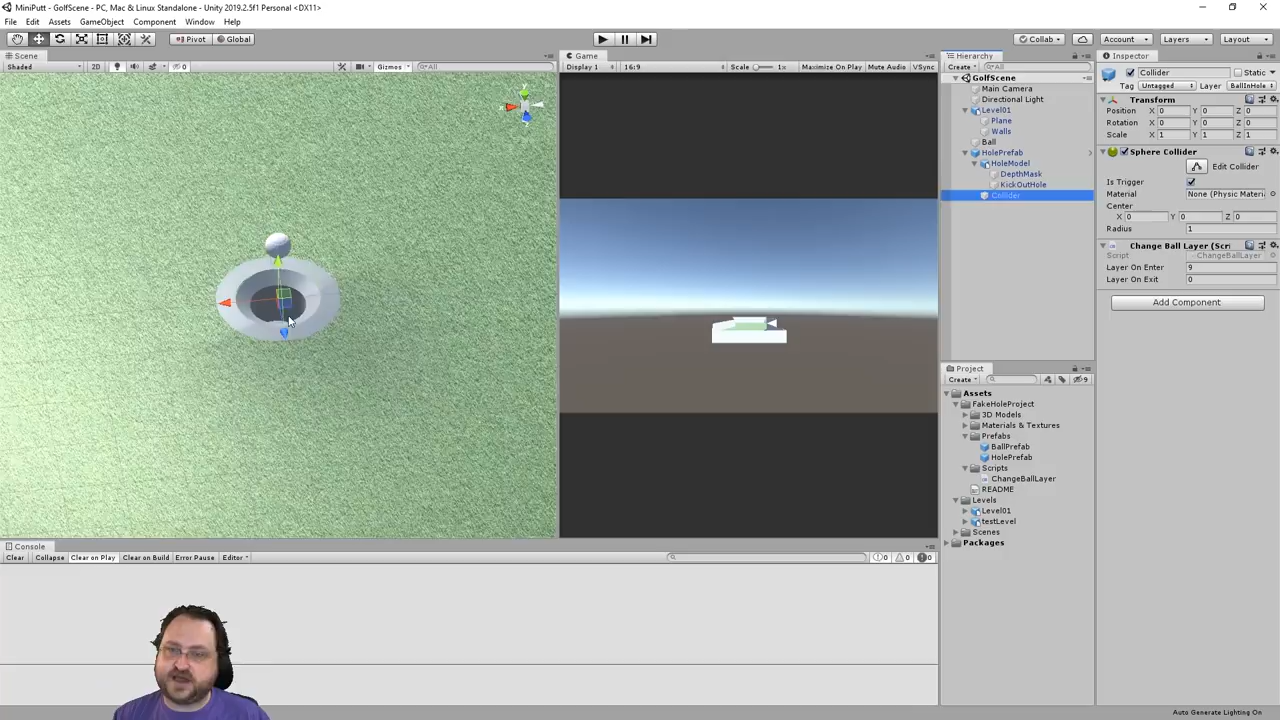 MiniPutt - GolfScene - PC, Mac & Linux Standalone - Unity 2019.2.5f1 Personal <DX11>
File Edit Assets GameObject Component Window Help
Pivot Global Collab Account Layers Layout
Scene
Shaded 2D 0 Gizmos All
Game
Display 1 16:9 Scale 1x Maximize On Play Mute Audio VSync
Hierarchy
Create All
GolfScene
Main Camera
Directional Light
Level01
Plane
Walls
Ball
HolePrefab
HoleModel
DepthMask
KickOutHole
Collider
Project
Create 9
Assets
FakeHoleProject
3D Models
Materials & Textures
Prefabs
BallPrefab
HolePrefab
Scripts
ChangeBallLayer
README
Levels
Level01
testLevel
Scenes
Packages
Inspector
Collider Static
Tag Untagged Layer BallInHole
Transform
Position X 0 Y 0 Z 0
Rotation X 0 Y 0 Z 0
Scale X 1 Y 1 Z 1
Sphere Collider
Edit Collider
Is Trigger
Material None (Physic Materi
Center
X 0 Y 0 Z 0
Radius 1
Change Ball Layer (Scri
Script ChangeBallLayer
Layer On Enter 9
Layer On Exit 0
Add Component
Console
Clear Collapse Clear on Play Clear on Build Error Pause Editor 0 0 0
Auto Generate Lighting On